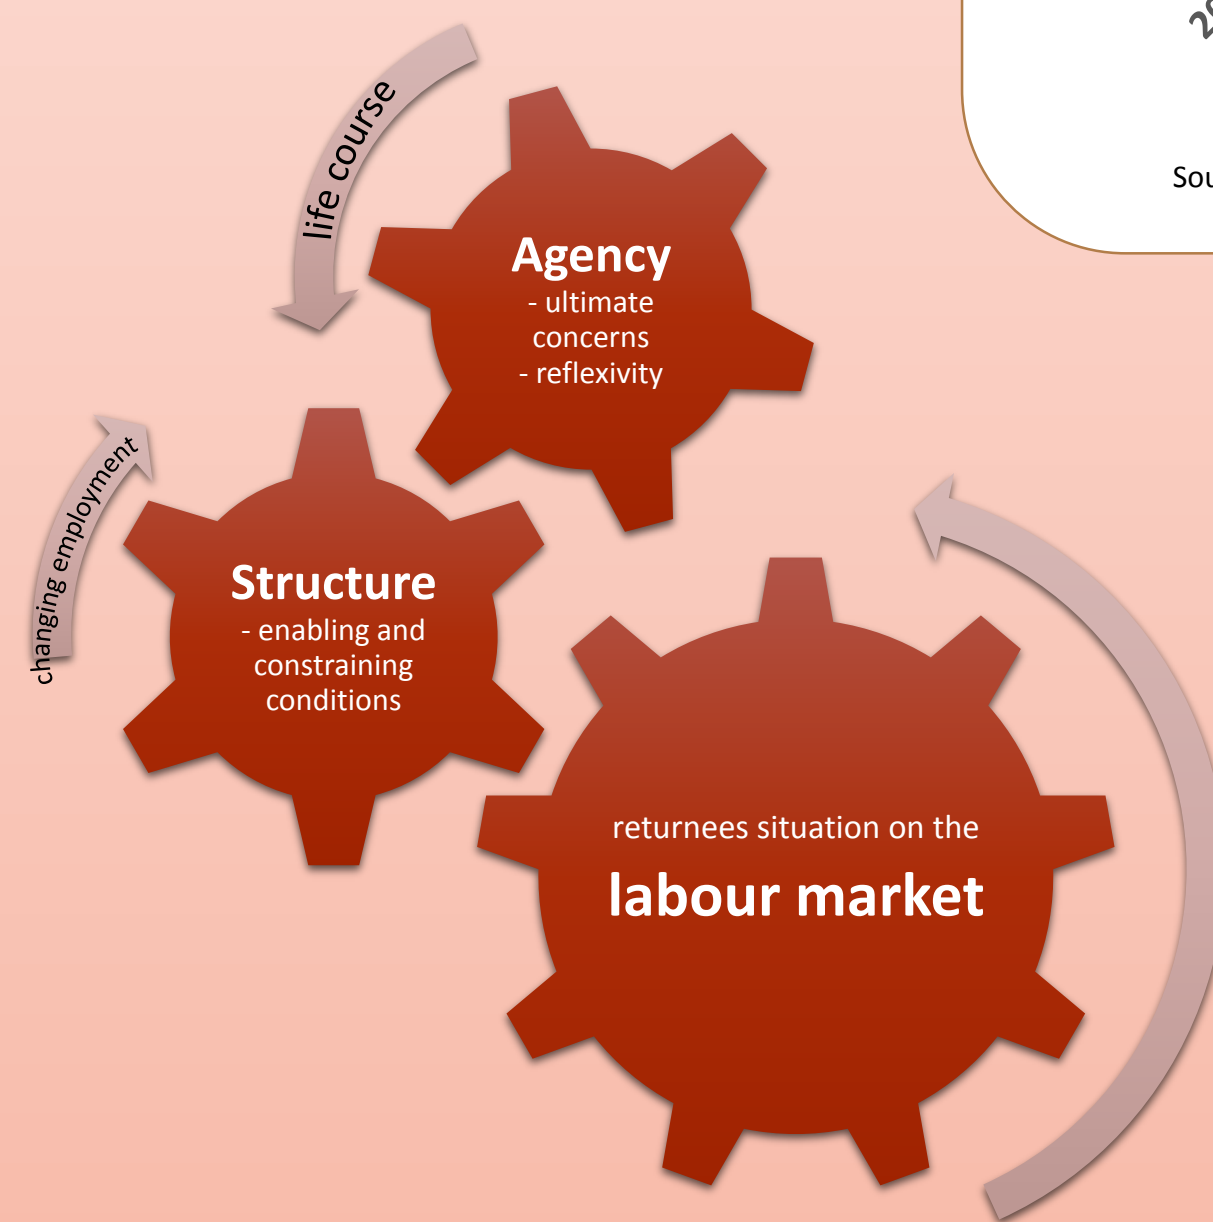 life course
Agency
- ultimate
concerns
- reflexivity
changing employment
Structure
- enabling and
constraining
conditions
returnees situation on the
labour market